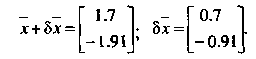 x̄ + δx̄ = [1.7 −1.91]; δx̄ = [0.7 −0.91].